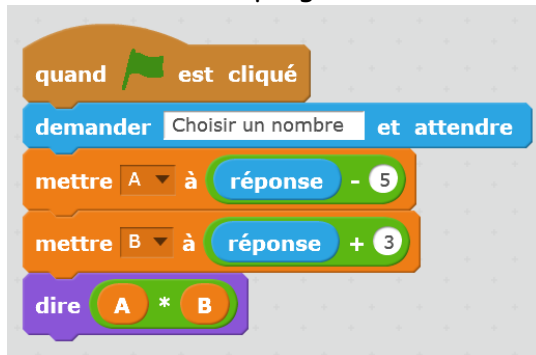 quand est cliqué
demander Choisir un nombre et attendre
mettre A à réponse - 5
mettre B à réponse + 3
dire A * B